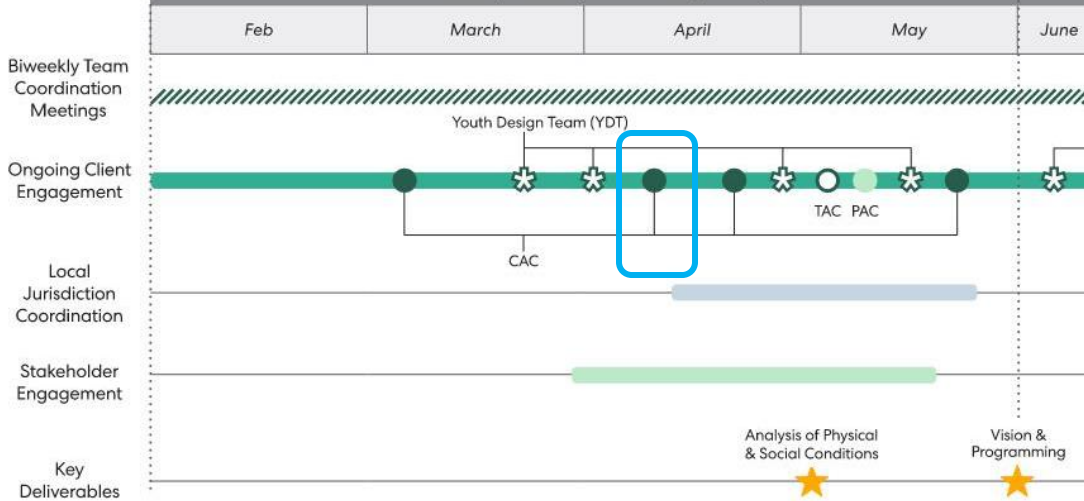 Feb
March
April
May
June
Biweekly Team
Coordination
Meetings
Youth Design Team (YDT)
Ongoing Client
Engagement
TAC
PAC
CAC
Local
Jurisdiction
Coordination
Stakeholder
Engagement
Analysis of Physical
& Social Conditions
Vision &
Programming
Key
Deliverables